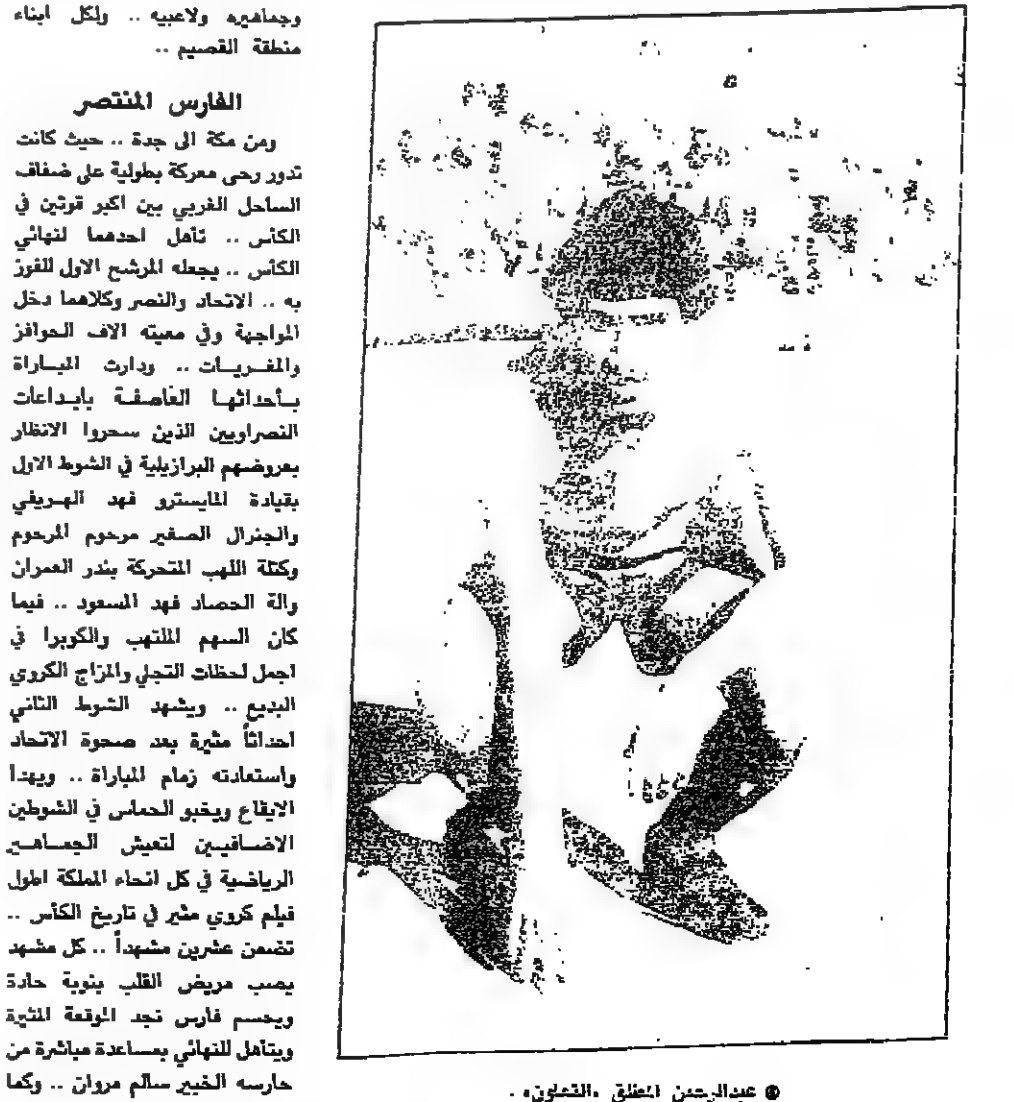 وجماهيره ولاعبيه .. ولكل ابناء
منطقة القصيم ..
الفارس المنتصر
ومن مكة الى جدة .. حيث كانت
تدور رحى معركة بطولية على ضفاف
الساحل الغربي بين اكبر قوتين في
الكأس .. تأهل احدهما لنهائي
الكأس .. يجعله المرشح الاول للفوز
به .. الاتحاد والنصر وكلاهما دخل
المواجهة وفي معيته الاف الحوافز
والمغريات .. ودارت المباراة
بأحداثها العاصفة بابداعات
النصراويين الذين سحروا الانظار
بعروضهم البرازيلية في الشوط الاول
بقيادة المايسترو فهد الهريفي
والجنرال الصغير مرحوم المرحوم
وكتلة اللهب المتحركة بندر العمران
والة الحصاد فهد المسعود .. فيما
كان السهم الملتهب والكوبرا في
اجمل لحظات التجلي والمزاج الكروي
البديع .. ويشهد الشوط الثاني
احداثاً مثيرة بعد صحوة الاتحاد
واستعادته زمام المباراة .. ويهدا
الايقاع ويخبو الحماس في الشوطين
الاضافيين لتعيش الجماهير
الرياضية في كل انحاء المملكة اطول
فيلم كروي مثير في تاريخ الكأس ..
تضمن عشرين مشهداً .. كل مشهد
يصب مريض القلب بنوبة حادة
ويحسم فارس نجد الموقعة المثيرة
ويتأهل للنهائي بمساعدة مباشرة من
حارسه الخبير سالم مروان .. وكما
عبدالرحمن المطلق «التعاون» .